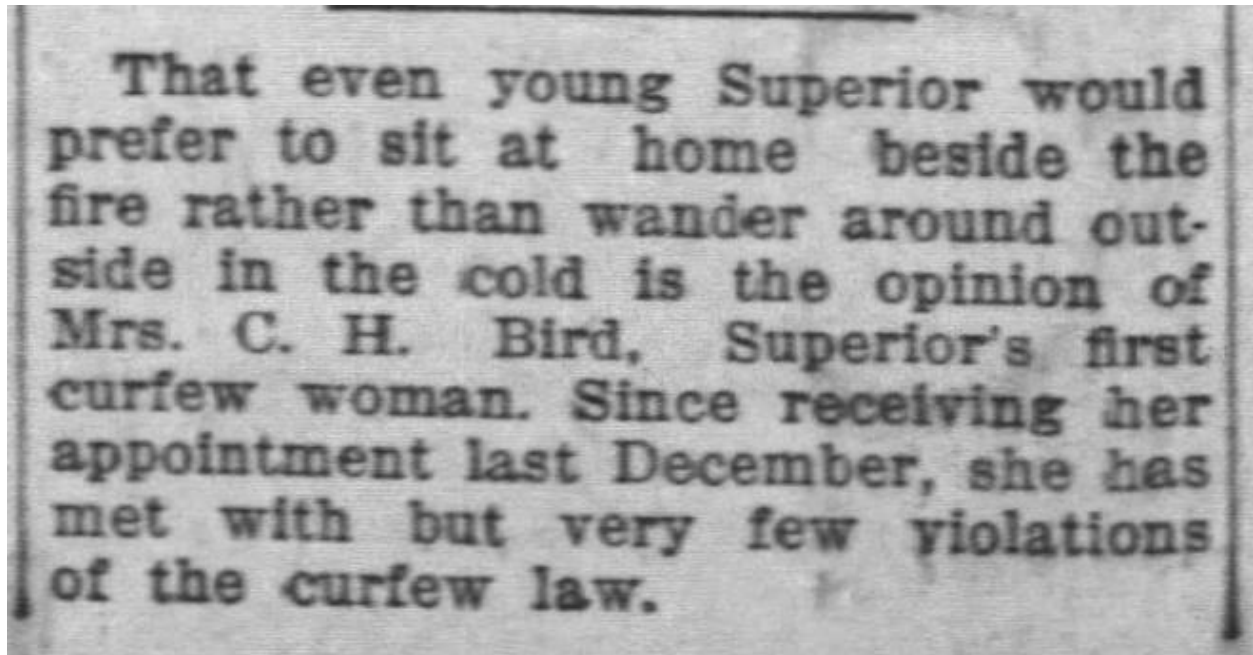 That even young Superior would
prefer to sit at home beside the
fire rather than wander around out-
side in the cold is the opinion of
Mrs. C. H. Bird, Superior's first
curfew woman. Since receiving her
appointment last December, she has
met with but very few violations
of the curfew law.